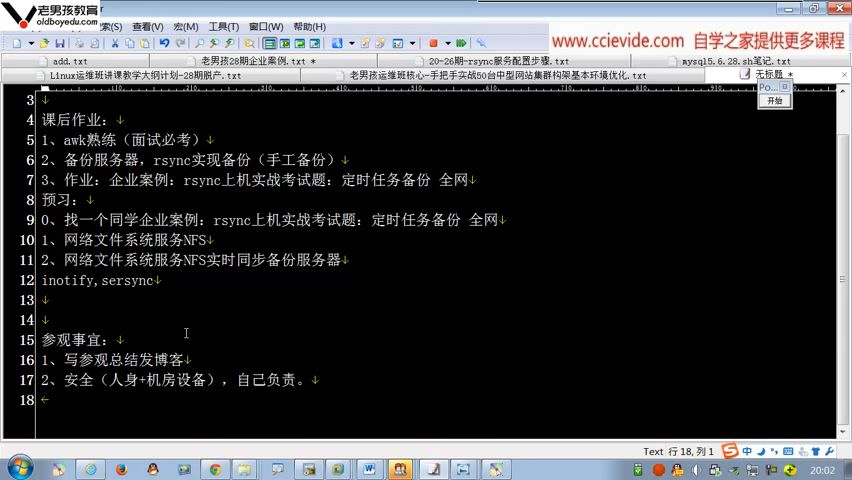 老男孩教育
oldboyedu.com
搜索(S) 查看(V) 宏(M) 工具(T) 窗口(W) 帮助(H)
www.ccievide.com 自学之家提供更多课程
add.txt 老男孩28期企业案例.txt * 20-26期-rsync服务配置步骤.txt mysql5.6.28.sh笔记.txt
Linux运维班讲课教学大纲计划-28期脱产.txt 老男孩运维班核心-手把手实战50台中型网站集群构架基本环境优化.txt 无标题 *
Po...
开始
3
4 课后作业：
5 1、awk熟练（面试必考）
6 2、备份服务器，rsync实现备份（手工备份）
7 3、作业：企业案例：rsync上机实战考试题：定时任务备份 全网
8 预习：
9 0、找一个同学企业案例：rsync上机实战考试题：定时任务备份 全网
10 1、网络文件系统服务NFS
11 2、网络文件系统服务NFS实时同步备份服务器
12 inotify,sersync
13
14
15 参观事宜：
16 1、写参观总结发博客
17 2、安全（人身+机房设备），自己负责。
18
Text 行 18,列 1
中
20:02